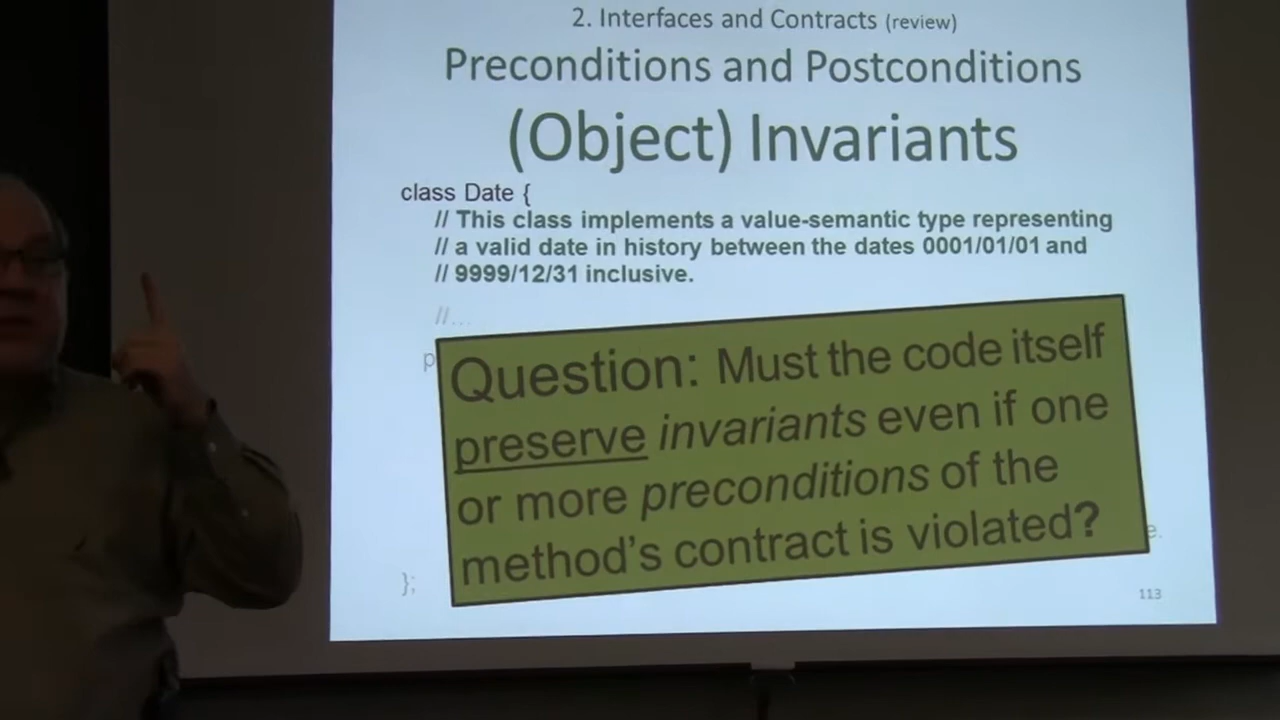 2. Interfaces and Contracts (review)
Preconditions and Postconditions
(Object) Invariants
class Date {
// This class implements a value-semantic type representing
// a valid date in history between the dates 0001/01/01 and
// 9999/12/31 inclusive.
//...
Question: Must the code itself
preserve invariants even if one
or more preconditions of the
method's contract is violated?
};
113